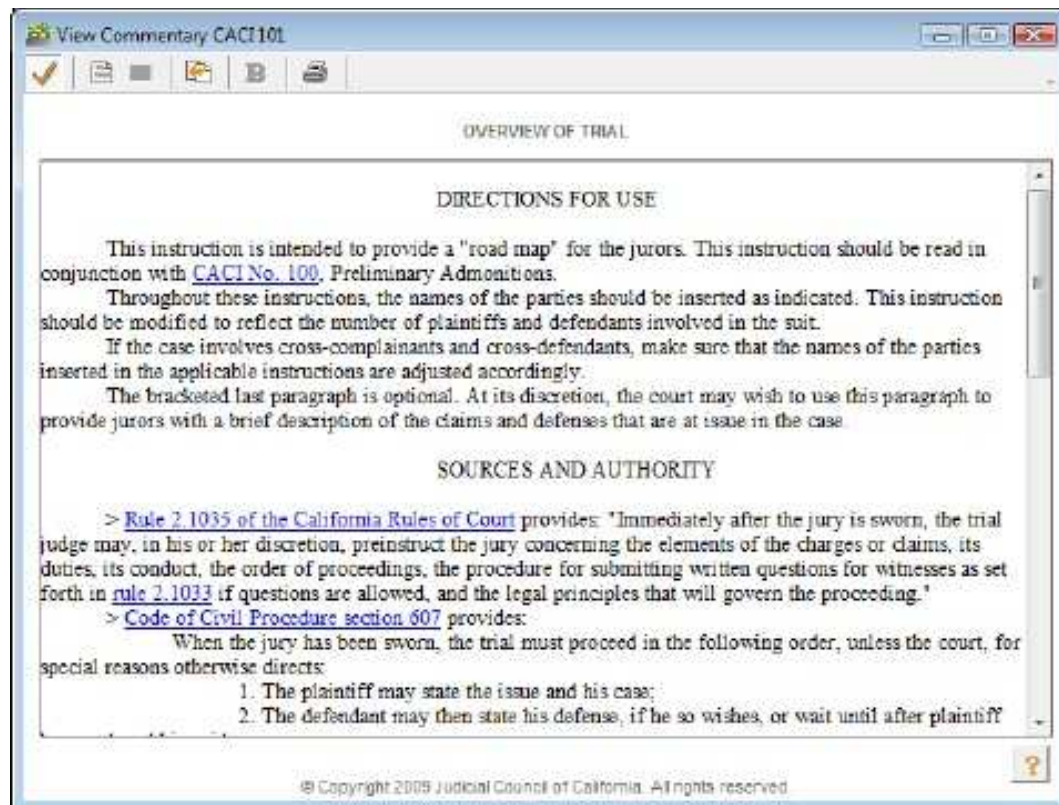 View Commentary CACI 101
B
OVERVIEW OF TRIAL
DIRECTIONS FOR USE
This instruction is intended to provide a "road map" for the jurors. This instruction should be read in
conjunction with CACI No. 100, Preliminary Admonitions.
Throughout these instructions, the names of the parties should be inserted as indicated. This instruction
should be modified to reflect the number of plaintiffs and defendants involved in the suit.
If the case involves cross-complainants and cross-defendants, make sure that the names of the parties
inserted in the applicable instructions are adjusted accordingly.
The bracketed last paragraph is optional. At its discretion, the court may wish to use this paragraph to
provide jurors with a brief description of the claims and defenses that are at issue in the case.
SOURCES AND AUTHORITY
> Rule 2.1035 of the California Rules of Court provides: "Immediately after the jury is sworn, the trial
judge may, in his or her discretion, preinstruct the jury concerning the elements of the charges or claims, its
duties, its conduct, the order of proceedings, the procedure for submitting written questions for witnesses as set
forth in rule 2.1033 if questions are allowed, and the legal principles that will govern the proceeding."
> Code of Civil Procedure section 607 provides:
When the jury has been sworn, the trial must proceed in the following order, unless the court, for
special reasons otherwise directs:
1. The plaintiff may state the issue and his case;
2. The defendant may then state his defense, if he so wishes, or wait until after plaintiff
?
© Copyright 2009 Judicial Council of California. All rights reserved